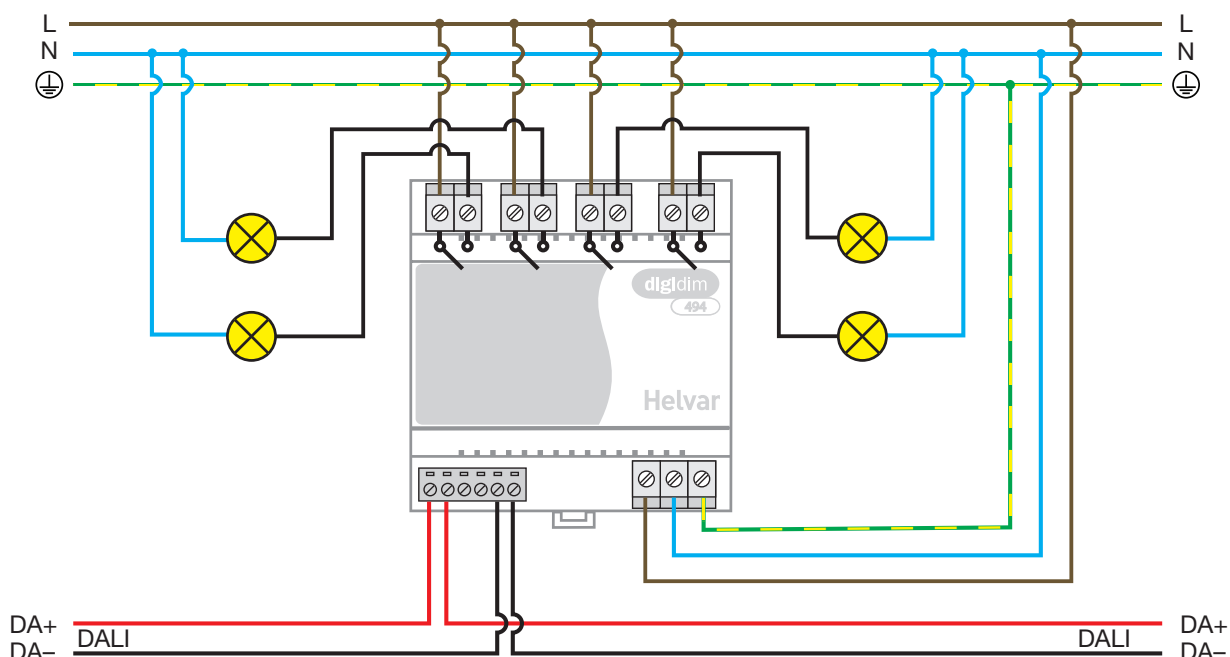 L L
N N
digidim
494
Helvar
DA+ DA+
DALI DALI
DA– DA–